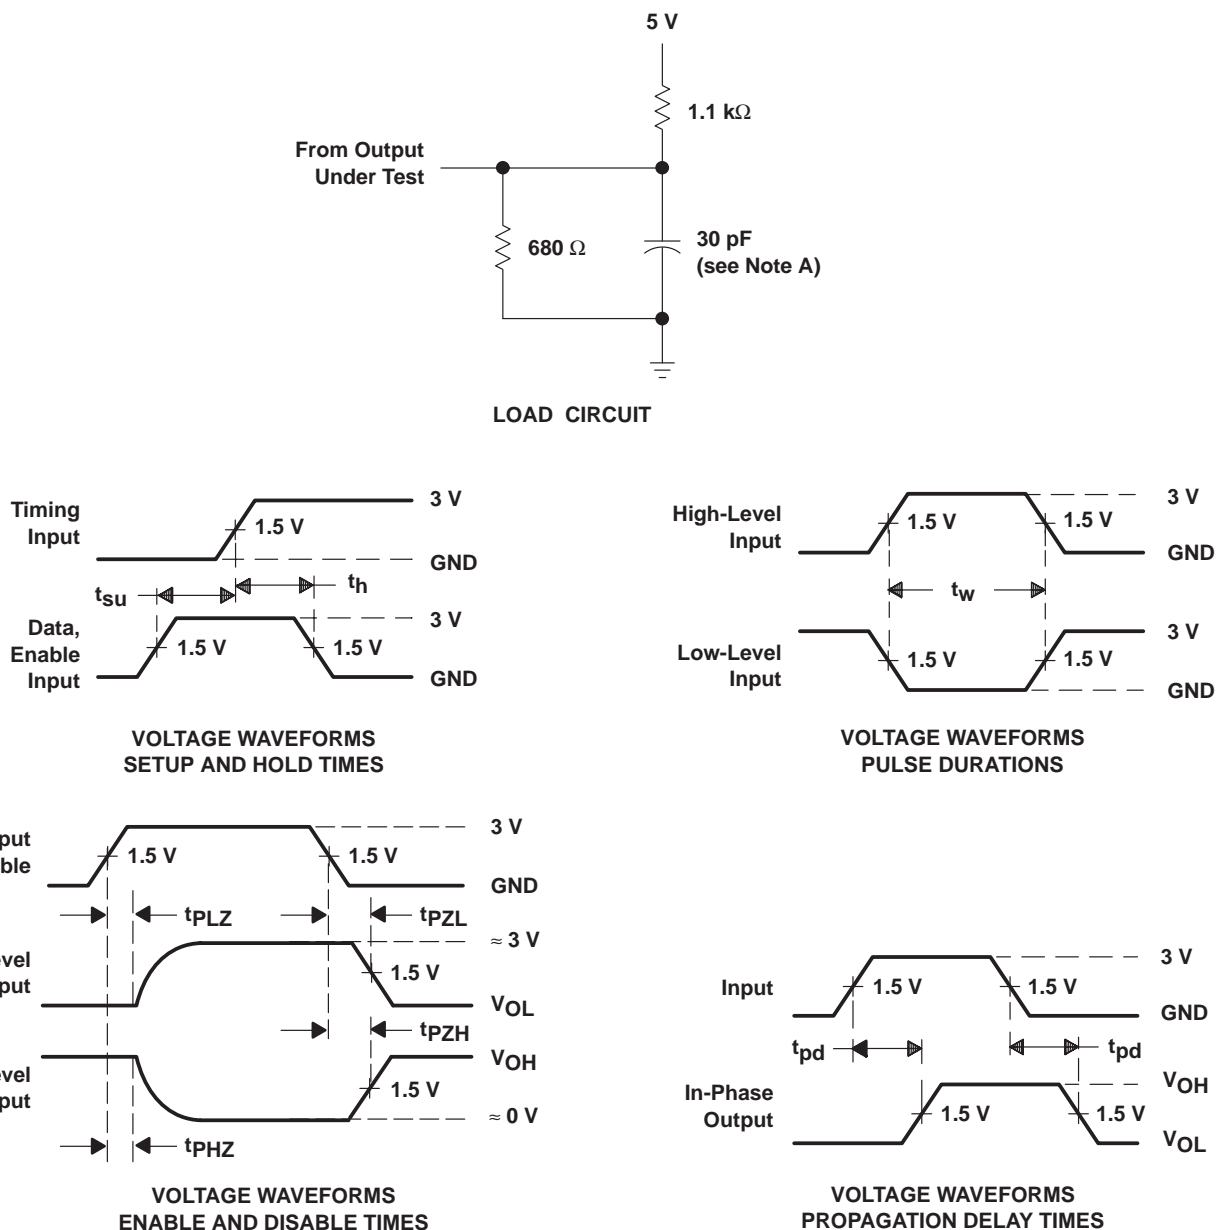 5 V
1.1 kΩ
From Output
Under Test
680 Ω
30 pF
(see Note A)
LOAD CIRCUIT
Timing
Input
3 V
1.5 V
GND
tsu
th
Data,
Enable
Input
3 V
1.5 V
1.5 V
GND
VOLTAGE WAVEFORMS
SETUP AND HOLD TIMES
High-Level
Input
3 V
1.5 V
1.5 V
GND
tw
Low-Level
Input
3 V
1.5 V
1.5 V
GND
VOLTAGE WAVEFORMS
PULSE DURATIONS
3 V
1.5 V
1.5 V
GND
tPLZ
tPZL
≈ 3 V
1.5 V
VOL
tPZH
VOH
1.5 V
≈ 0 V
tPHZ
VOLTAGE WAVEFORMS
ENABLE AND DISABLE TIMES
Input
3 V
1.5 V
1.5 V
GND
tpd
tpd
In-Phase
Output
VOH
1.5 V
1.5 V
VOL
VOLTAGE WAVEFORMS
PROPAGATION DELAY TIMES